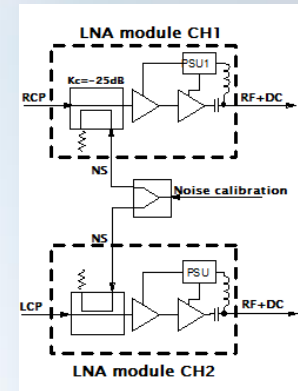 LNA module CH1
Kc=-25dB
PSU1
RCP
RF+DC
NS
Noise calibration
NS
PSU
RF+DC
LCP
LNA module CH2